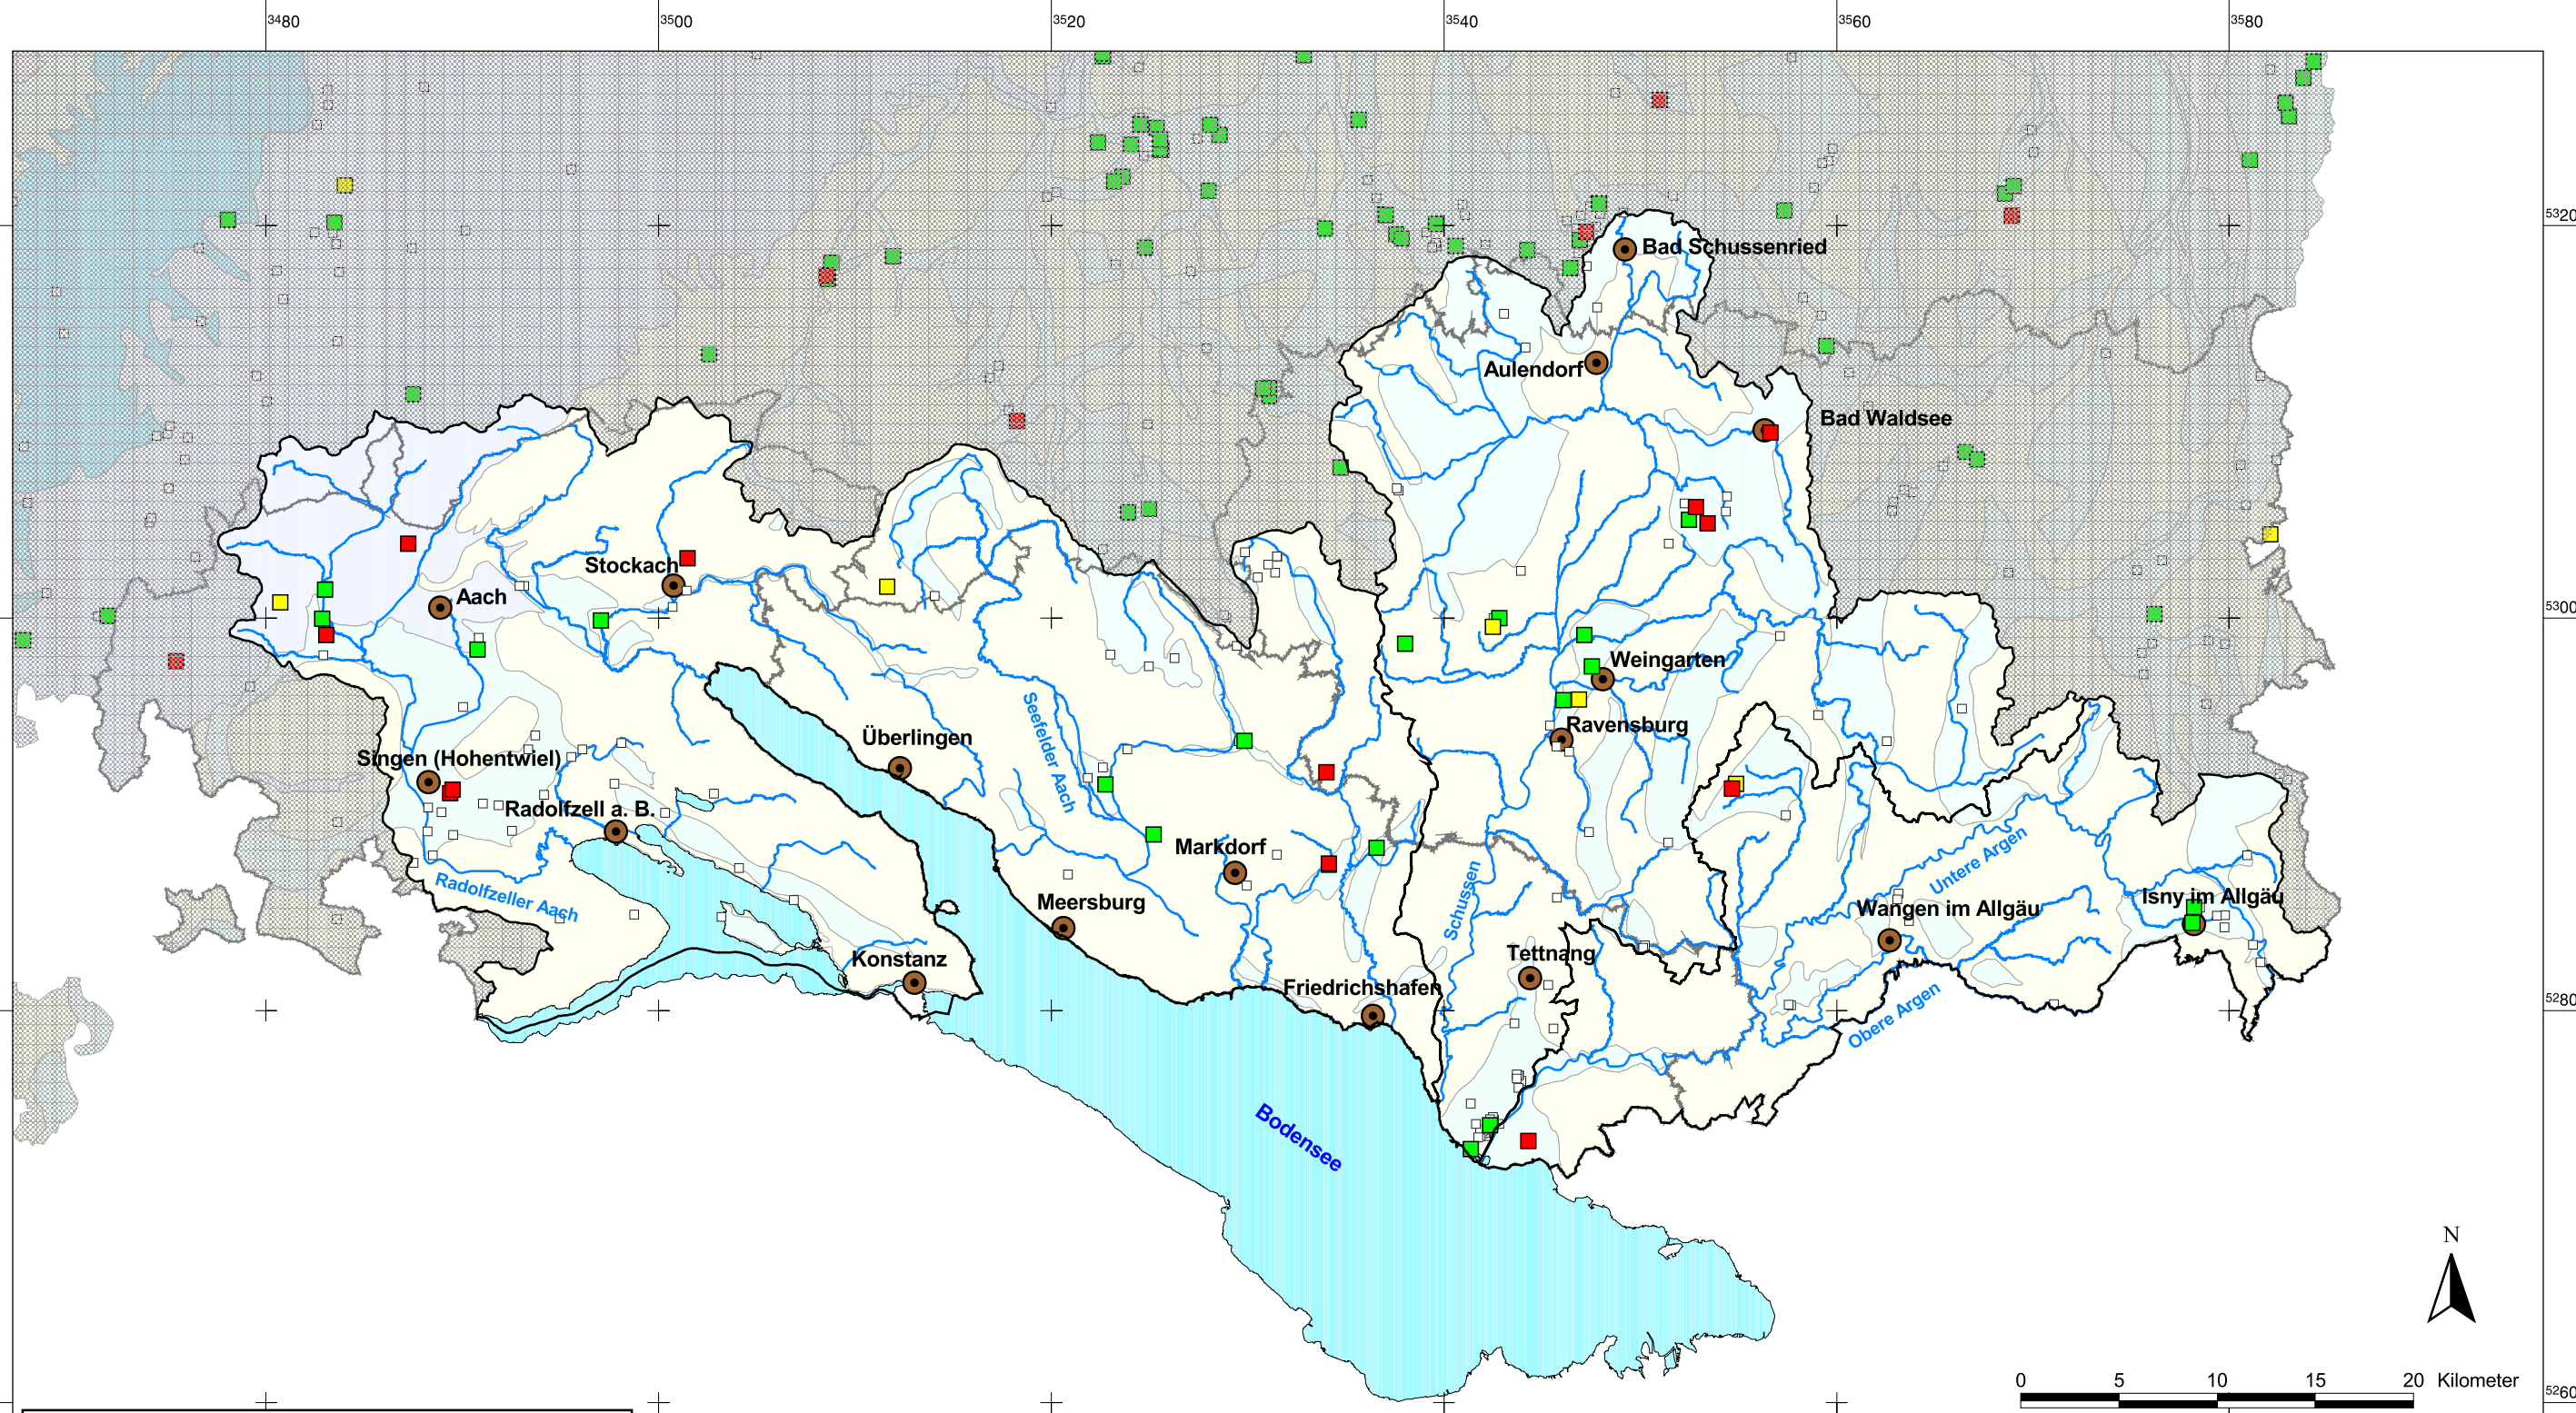 3480 3500 3520 3540 3560 3580
5320
Bad Schussenried
Aulendorf
Bad Waldsee
Stockach
Aach
5300
Weingarten
Ravensburg
Seefelder Aach
Überlingen
Singen (Hohentwiel)
Radolfzell a. B.
Markdorf
Untere Argen
Radolfzeller Aach
Schussen
Meersburg
Wangen im Allgäu
Isny im Allgäu
Konstanz
Tettnang
Friedrichshafen
5280
Obere Argen
Bodensee
N
0 5 10 15 20 Kilometer
5260